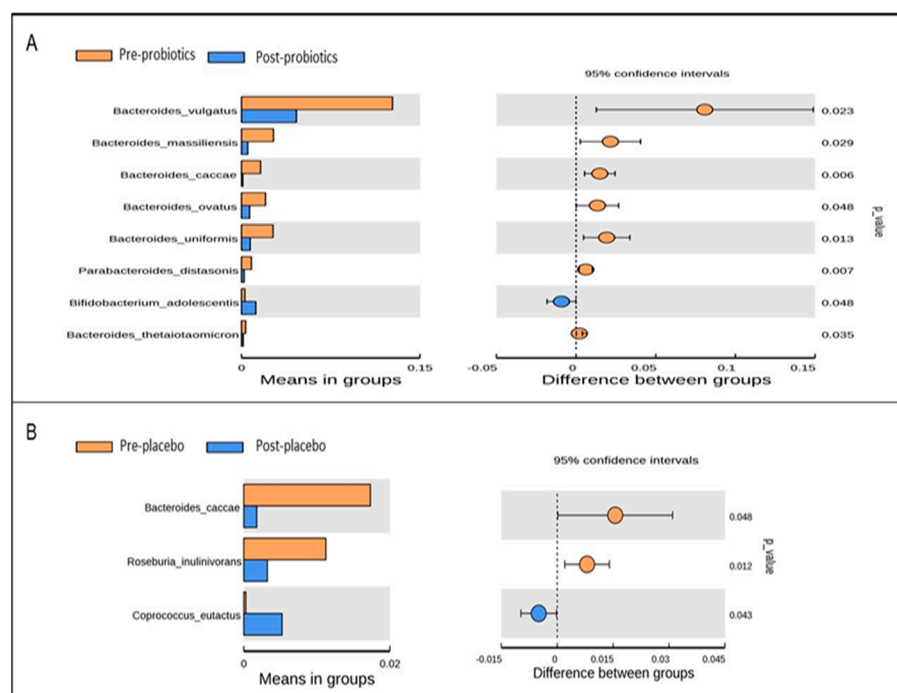 A
Pre-probiotics Post-probiotics
95% confidence intervals
Bacteroides_vulgatus 0.023
Bacteroides_massiliensis 0.029
Bacteroides_caccae 0.006
Bacteroides_ovatus 0.048
Bacteroides_uniformis 0.013
Parabacteroides_distasonis 0.007
Bifidobacterium_adolescentis 0.048
Bacteroides_thetaiotaomicron 0.035
p_value
0 0.15 -0.05 0 0.05 0.1 0.15
Means in groups Difference between groups
B
Pre-placebo Post-placebo
95% confidence intervals
Bacteroides_caccae 0.048
Roseburia_inulinivorans 0.012
Coprococcus_eutactus 0.043
p_value
0 0.02 -0.015 0 0.015 0.03 0.045
Means in groups Difference between groups